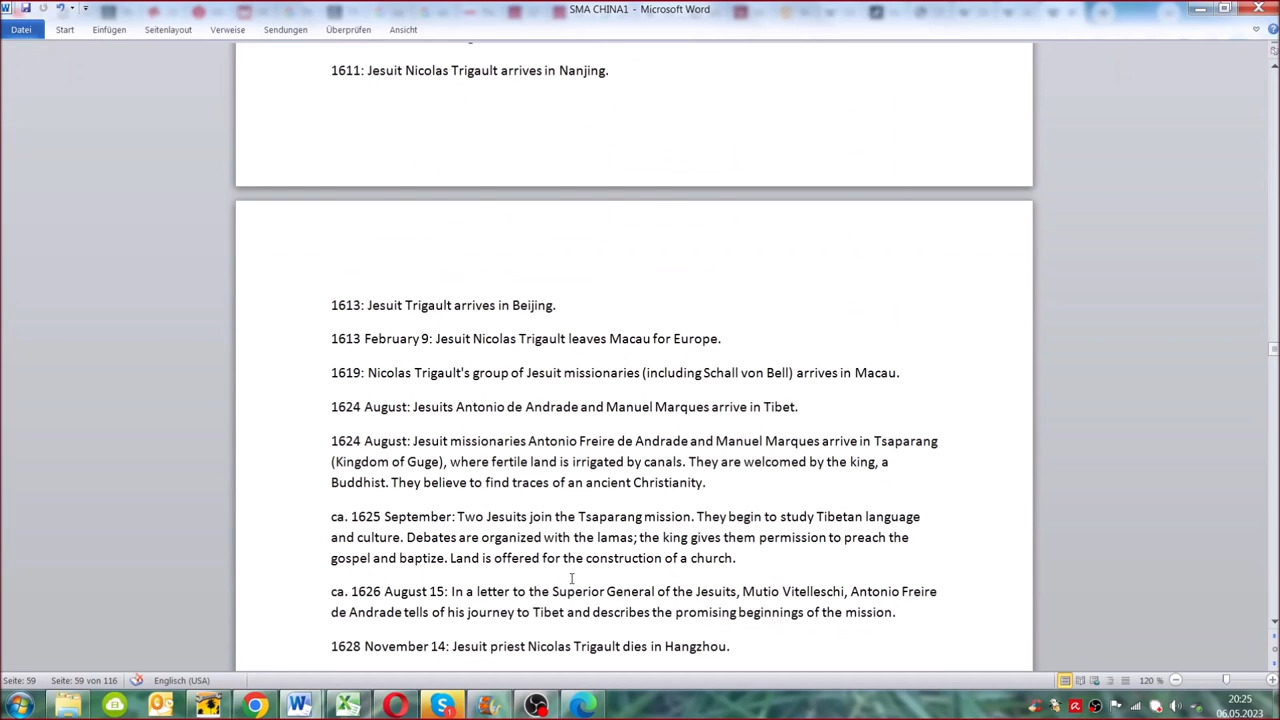 SMA CHINA1 - Microsoft Word
Datei Start Einfügen Seitenlayout Verweise Sendungen Überprüfen Ansicht
1611: Jesuit Nicolas Trigault arrives in Nanjing.
1613: Jesuit Trigault arrives in Beijing.
1613 February 9: Jesuit Nicolas Trigault leaves Macau for Europe.
1619: Nicolas Trigault's group of Jesuit missionaries (including Schall von Bell) arrives in Macau.
1624 August: Jesuits Antonio de Andrade and Manuel Marques arrive in Tibet.
1624 August: Jesuit missionaries Antonio Freire de Andrade and Manuel Marques arrive in Tsaparang
(Kingdom of Guge), where fertile land is irrigated by canals. They are welcomed by the king, a
Buddhist. They believe to find traces of an ancient Christianity.
ca. 1625 September: Two Jesuits join the Tsaparang mission. They begin to study Tibetan language
and culture. Debates are organized with the lamas; the king gives them permission to preach the
gospel and baptize. Land is offered for the construction of a church.
ca. 1626 August 15: In a letter to the Superior General of the Jesuits, Mutio Vitelleschi, Antonio Freire
de Andrade tells of his journey to Tibet and describes the promising beginnings of the mission.
1628 November 14: Jesuit priest Nicolas Trigault dies in Hangzhou.
Seite: 59 Seite: 59 von 116 Englisch (USA) 120 %
20:25
06.05.2023